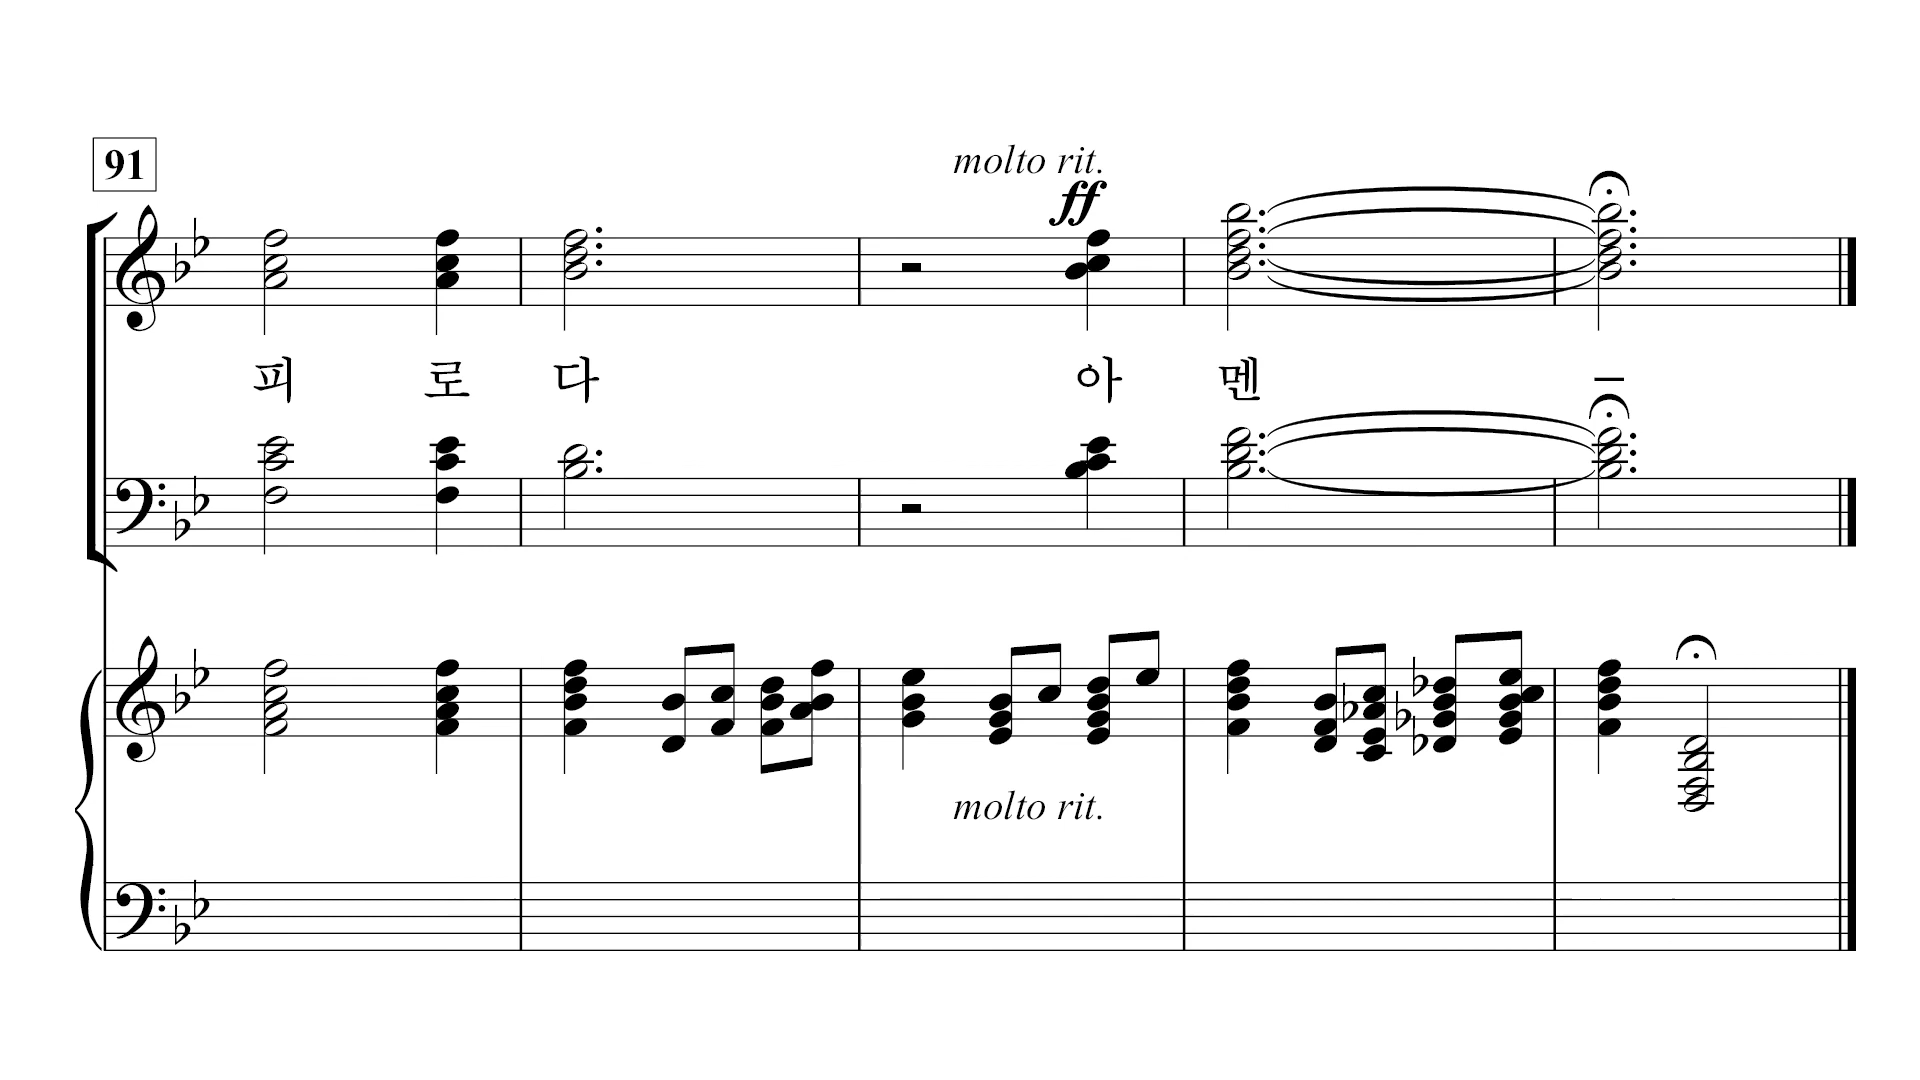 91
molto rit.
ff
피 로 다 아 멘 –
molto rit.